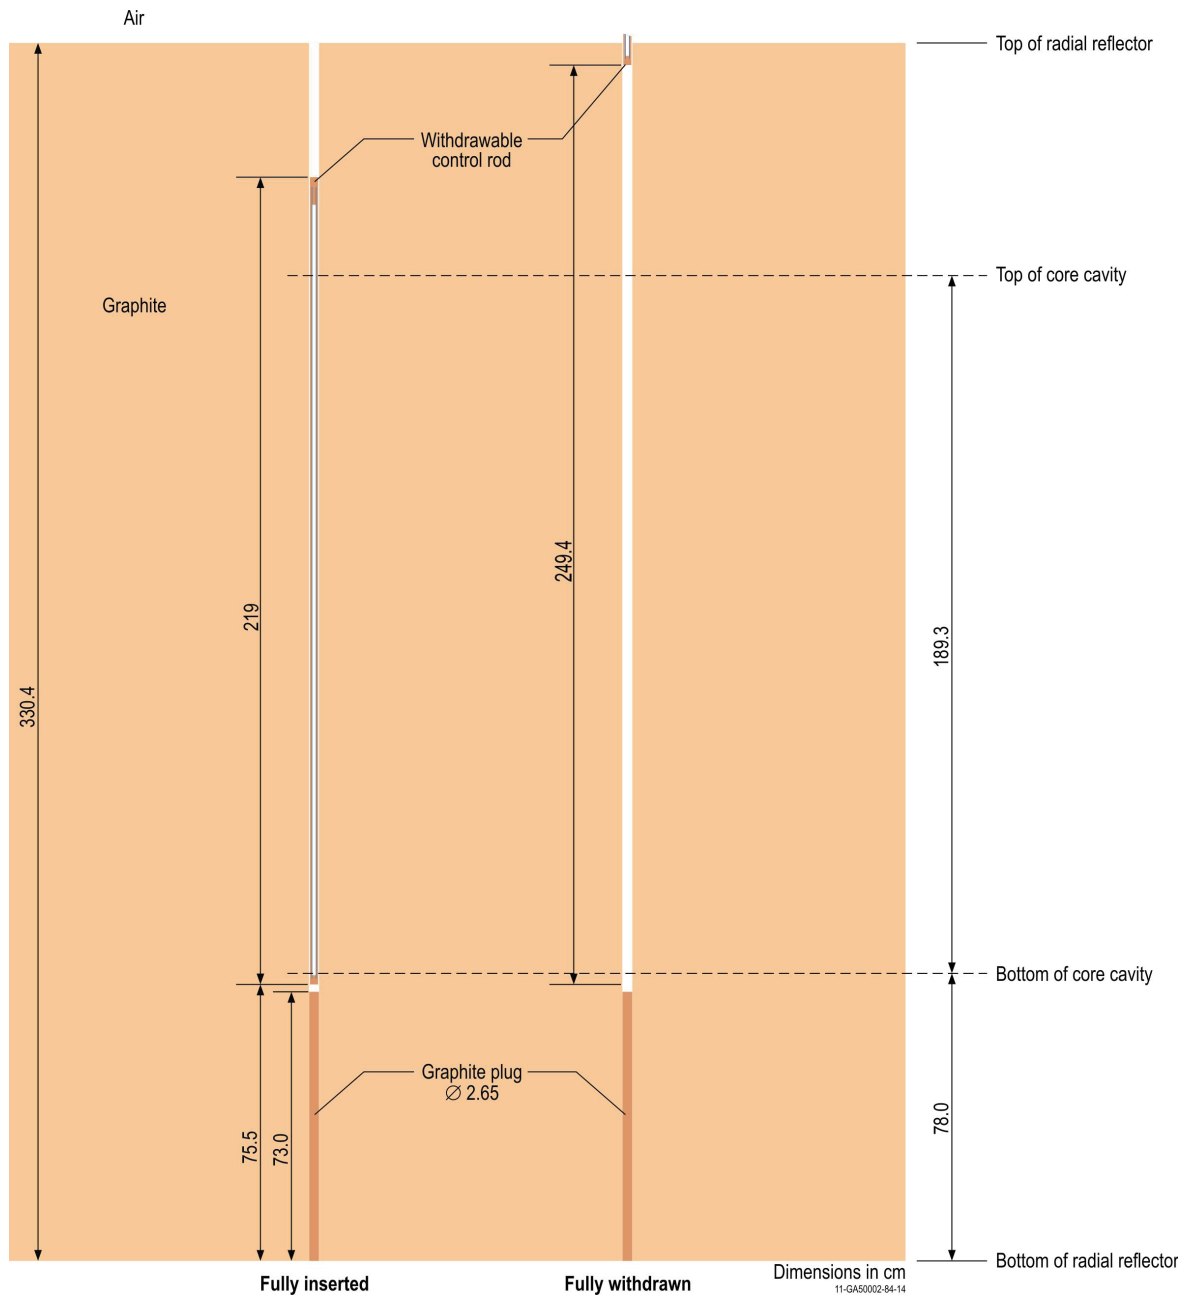 Air
Top of radial reflector
Withdrawable
control rod
Top of core cavity
Graphite
249.4
219
189.3
330.4
Bottom of core cavity
Graphite plug
∅ 2.65
75.5
73.0
78.0
Bottom of radial reflector
Dimensions in cm
11-GA50002-84-14
Fully inserted
Fully withdrawn